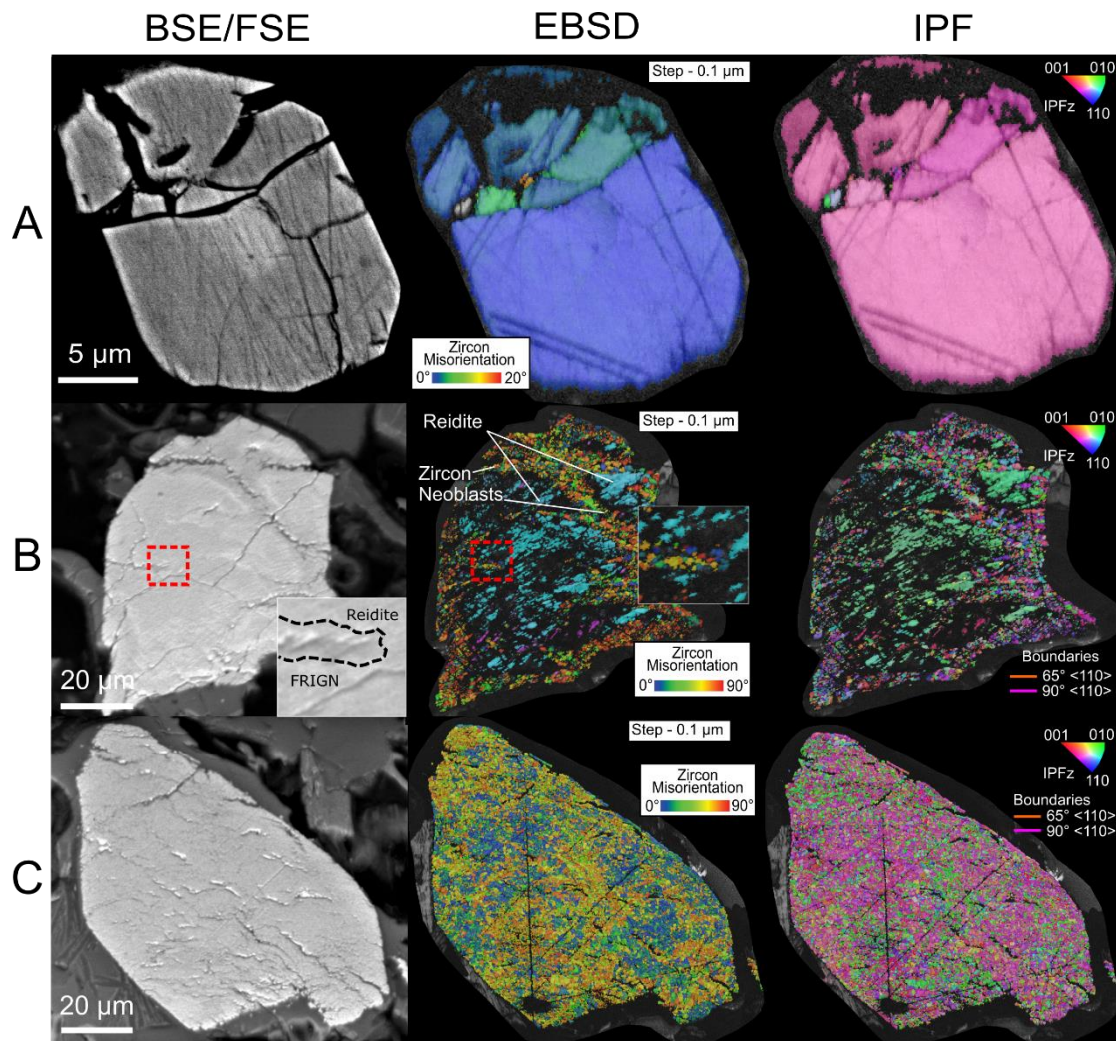 BSE/FSE
EBSD
IPF
A
5 µm
Step - 0.1 µm
Zircon
Misorientation
0° 20°
001 010
IPFz
110
B
20 µm
Reidite
FRIGN
Reidite
Zircon
Neoblasts
Step - 0.1 µm
Zircon
Misorientation
0° 90°
001 010
IPFz
110
Boundaries
65° <110>
90° <110>
C
20 µm
Step - 0.1 µm
Zircon
Misorientation
0° 90°
001 010
IPFz
110
Boundaries
65° <110>
90° <110>